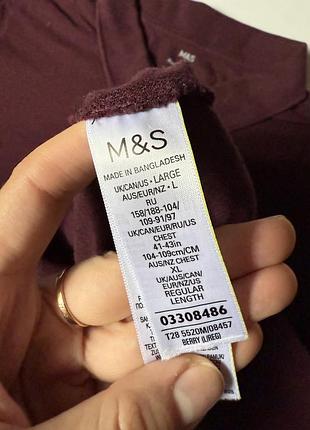 M&S
M&S
MADE IN BANGLADESH
UK/CAN/US • LARGE
AUS/EUR/NZ • L
RU
158/188-104/
109-91/97
UK/CAN/EUR/RU/US
CHEST
41-43in
104-109cm/CM
AUS/NZ CHEST
XL
UK/AUS/CAN/
EUR/NZ/US
REGULAR
LENGTH
03308486
T28 5520M/08457
BERRY (L/REG)